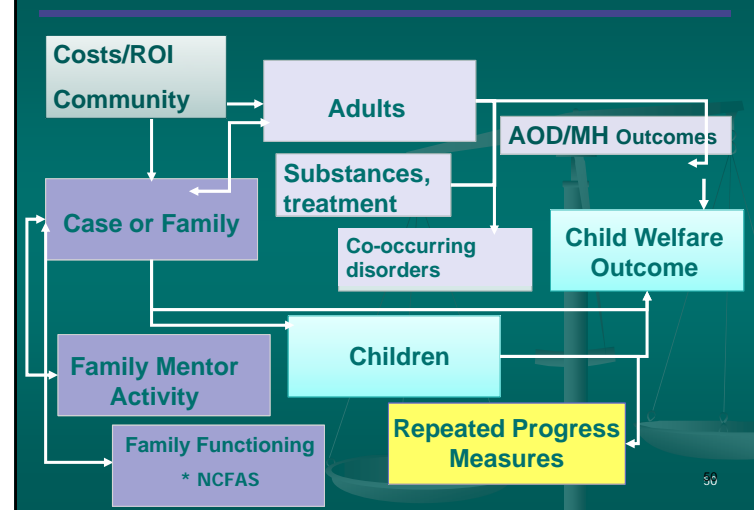 Costs/ROI
Community
Adults
AOD/MH Outcomes
Substances,
treatment
Case or Family
Co-occurring
disorders
Child Welfare
Outcome
Children
Family Mentor
Activity
Repeated Progress
Measures
Family Functioning
* NCFAS